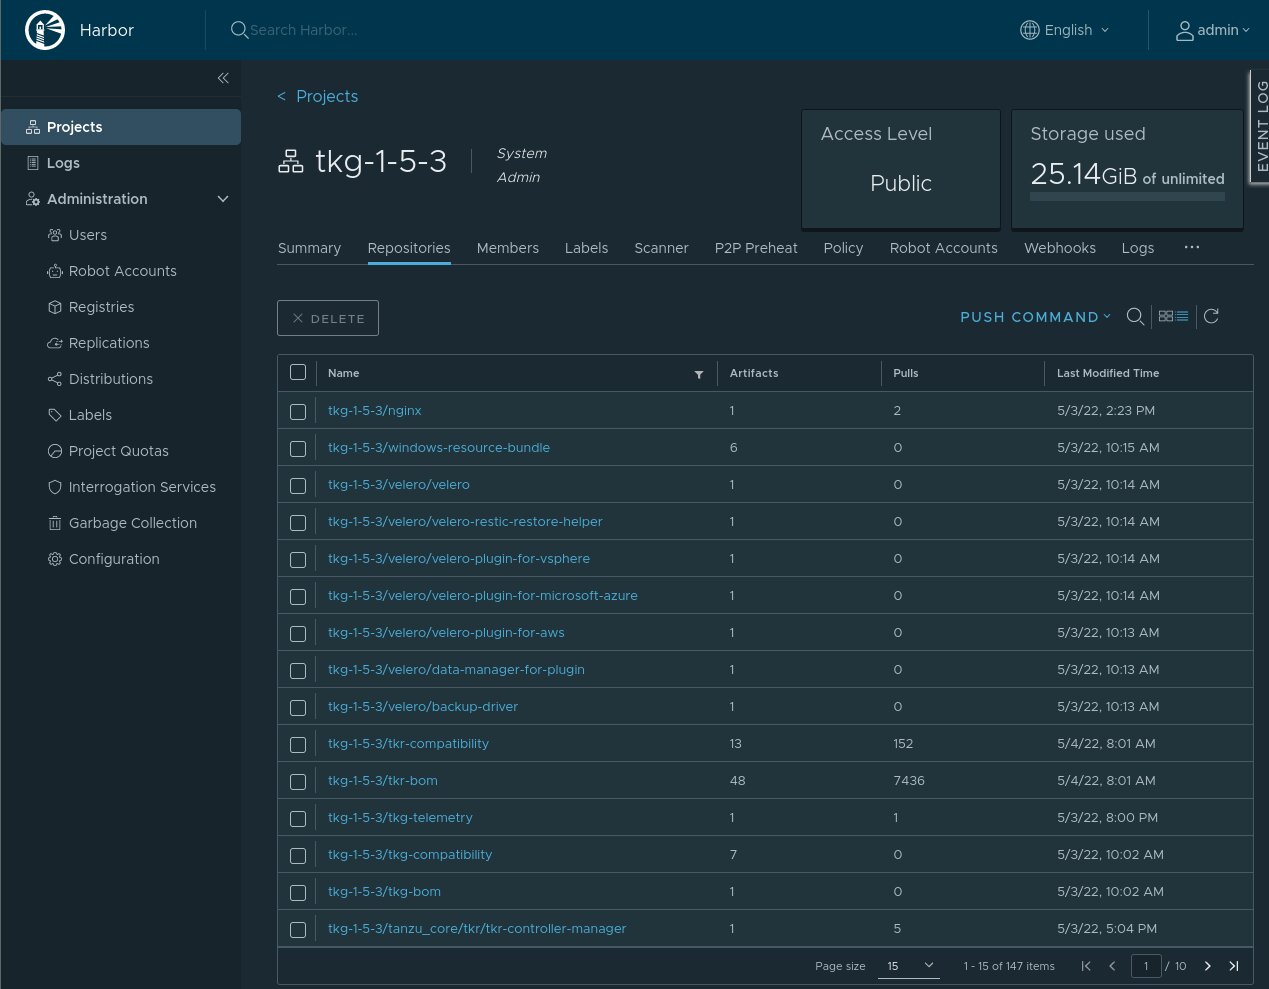 Harbor
Search Harbor...
English
admin
EVENT LOG
Projects
Logs
Administration
Users
Robot Accounts
Registries
Replications
Distributions
Labels
Project Quotas
Interrogation Services
Garbage Collection
Configuration
< Projects
tkg-1-5-3
System
Admin
Access Level
Public
Storage used
25.14GiB of unlimited
Summary Repositories Members Labels Scanner P2P Preheat Policy Robot Accounts Webhooks Logs ...
DELETE
PUSH COMMAND
Name Artifacts Pulls Last Modified Time
tkg-1-5-3/nginx 1 2 5/3/22, 2:23 PM
tkg-1-5-3/windows-resource-bundle 6 0 5/3/22, 10:15 AM
tkg-1-5-3/velero/velero 1 0 5/3/22, 10:14 AM
tkg-1-5-3/velero/velero-restic-restore-helper 1 0 5/3/22, 10:14 AM
tkg-1-5-3/velero/velero-plugin-for-vsphere 1 0 5/3/22, 10:14 AM
tkg-1-5-3/velero/velero-plugin-for-microsoft-azure 1 0 5/3/22, 10:14 AM
tkg-1-5-3/velero/velero-plugin-for-aws 1 0 5/3/22, 10:13 AM
tkg-1-5-3/velero/data-manager-for-plugin 1 0 5/3/22, 10:13 AM
tkg-1-5-3/velero/backup-driver 1 0 5/3/22, 10:13 AM
tkg-1-5-3/tkr-compatibility 13 152 5/4/22, 8:01 AM
tkg-1-5-3/tkr-bom 48 7436 5/4/22, 8:01 AM
tkg-1-5-3/tkg-telemetry 1 1 5/3/22, 8:00 PM
tkg-1-5-3/tkg-compatibility 7 0 5/3/22, 10:02 AM
tkg-1-5-3/tkg-bom 1 0 5/3/22, 10:02 AM
tkg-1-5-3/tanzu_core/tkr/tkr-controller-manager 1 5 5/3/22, 5:04 PM
Page size 15 1 - 15 of 147 items 1 / 10